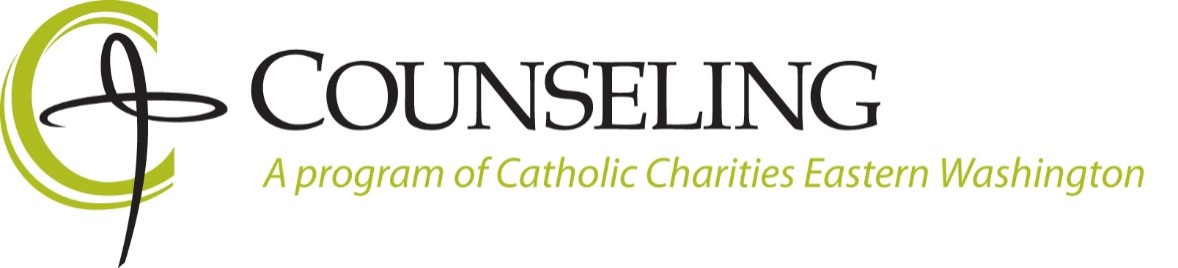 COUNSELING
A program of Catholic Charities Eastern Washington